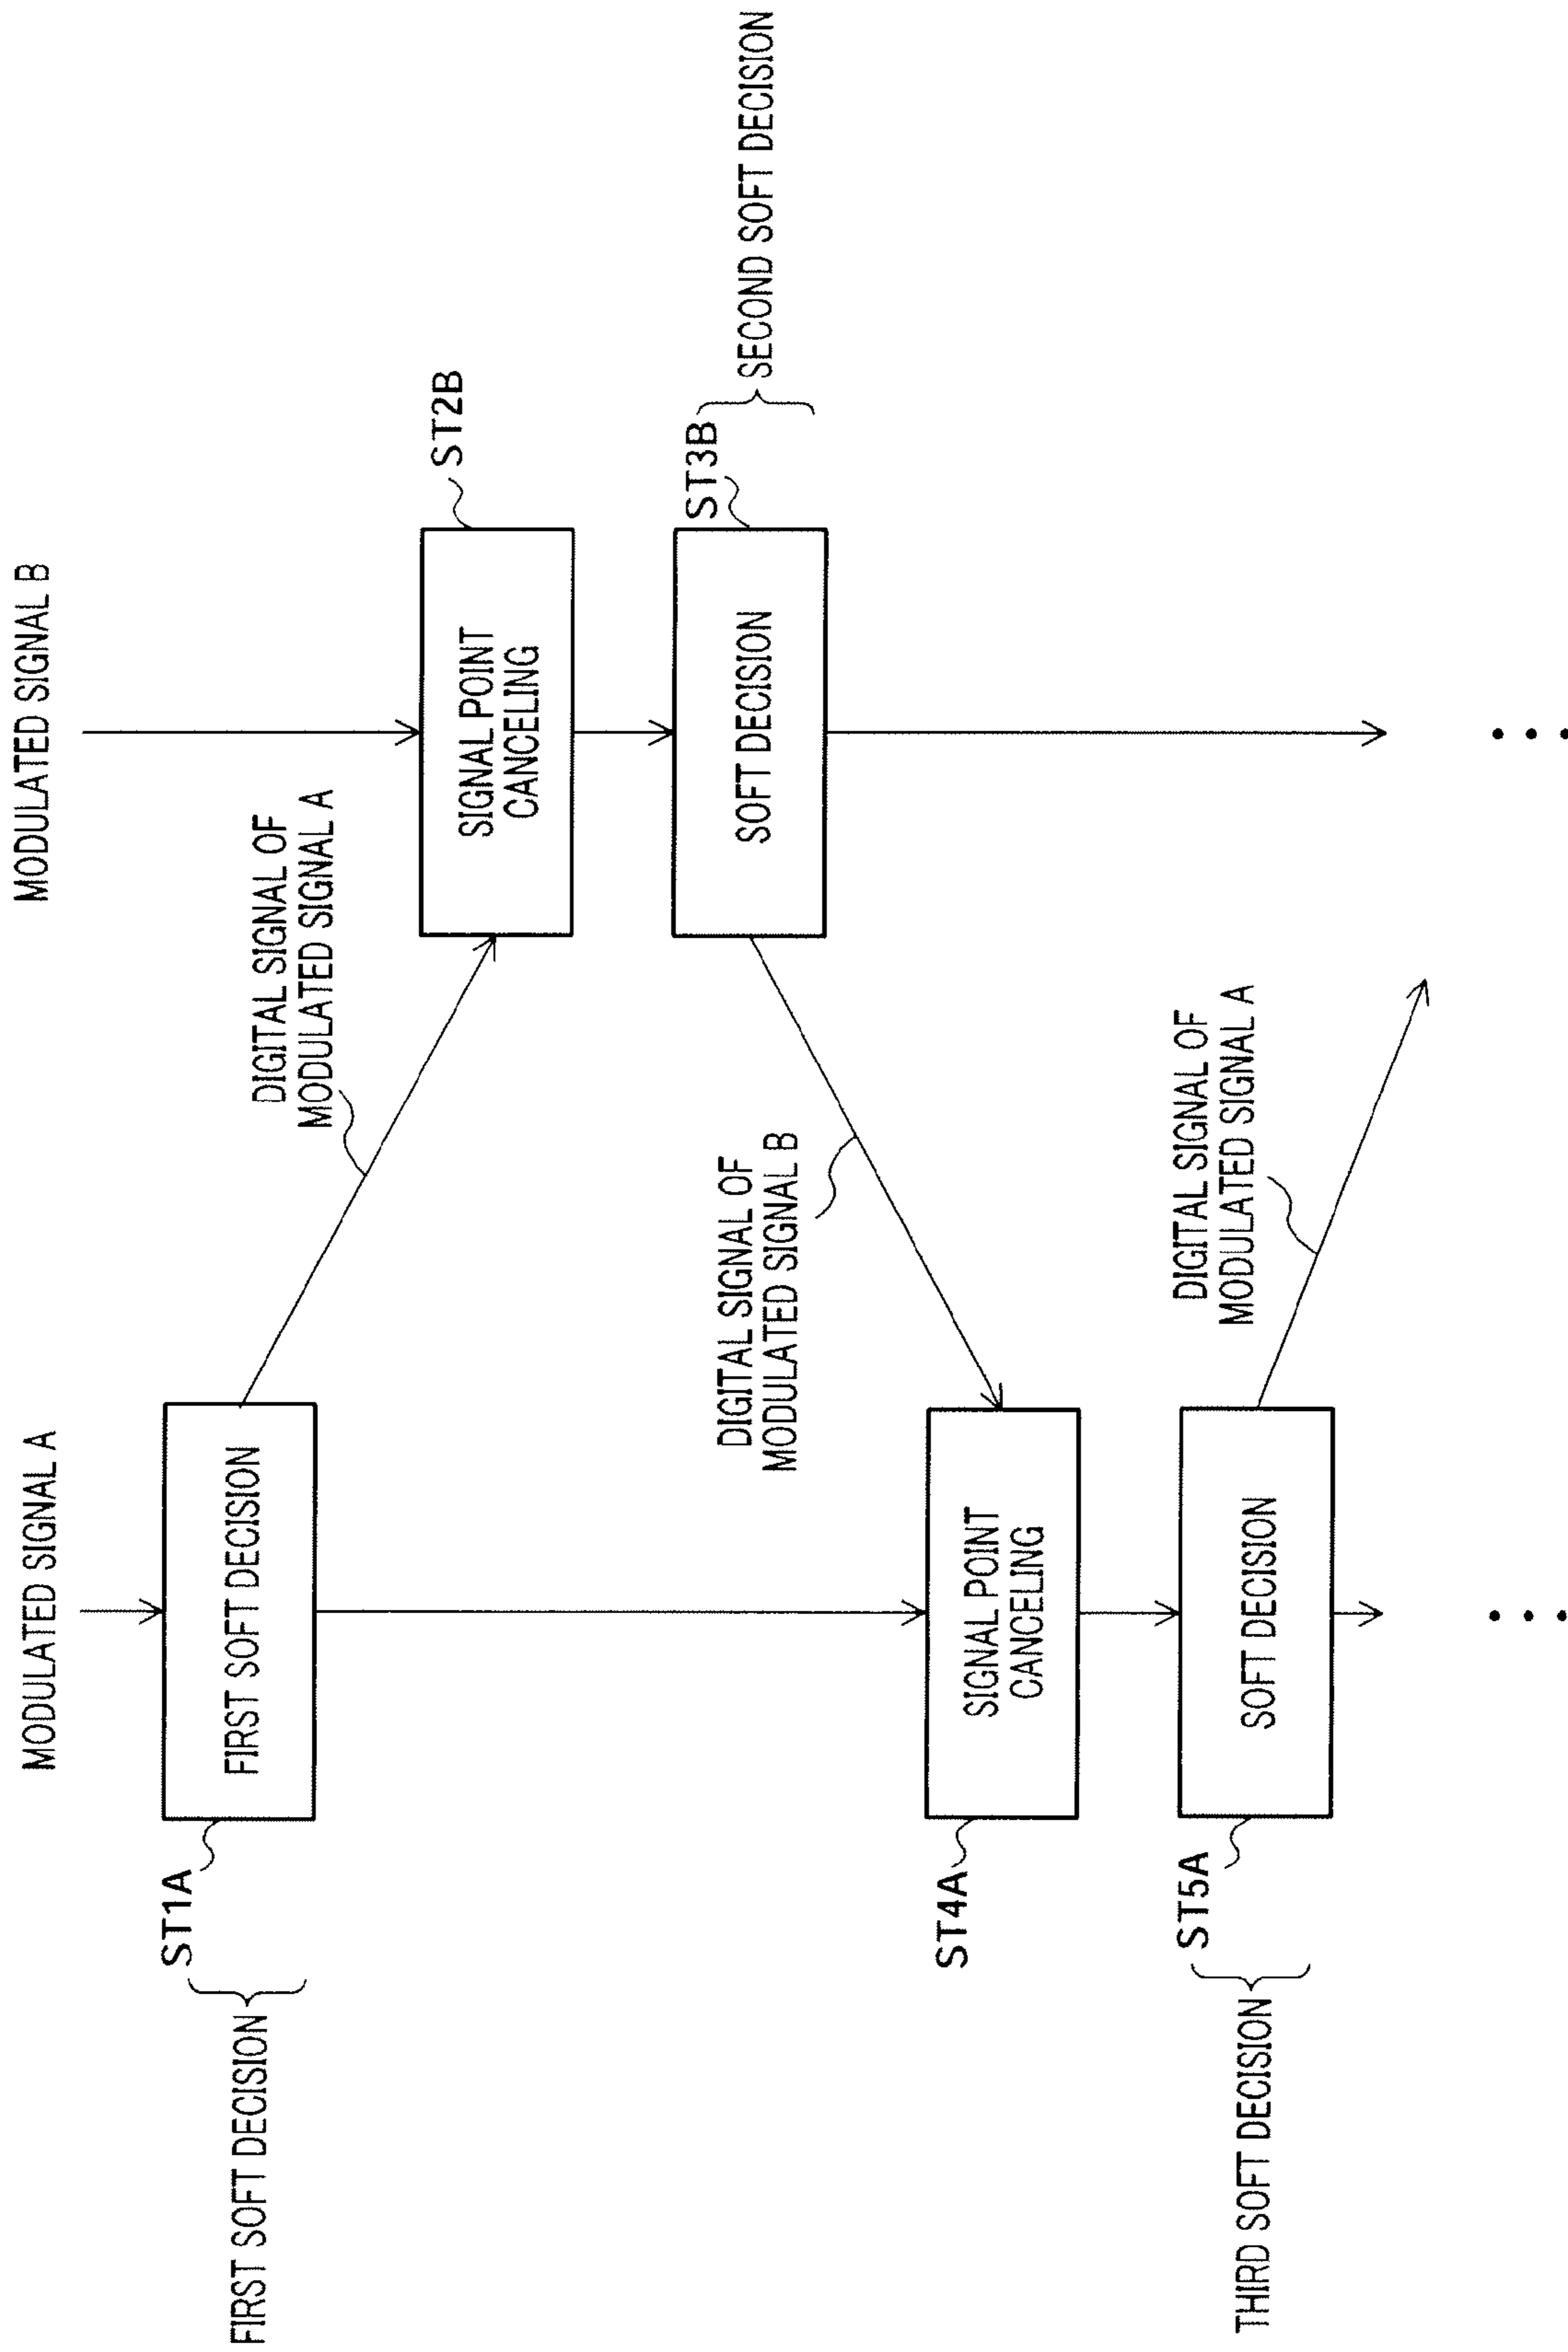 MODULATED SIGNAL A
MODULATED SIGNAL B
FIRST SOFT DECISION
ST1A
FIRST SOFT DECISION
DIGITAL SIGNAL OF
MODULATED SIGNAL A
SIGNAL POINT
CANCELING
ST2B
SOFT DECISION
ST3B
SECOND SOFT DECISION
DIGITAL SIGNAL OF
MODULATED SIGNAL B
ST4A
SIGNAL POINT
CANCELING
THIRD SOFT DECISION
ST5A
SOFT DECISION
DIGITAL SIGNAL OF
MODULATED SIGNAL A